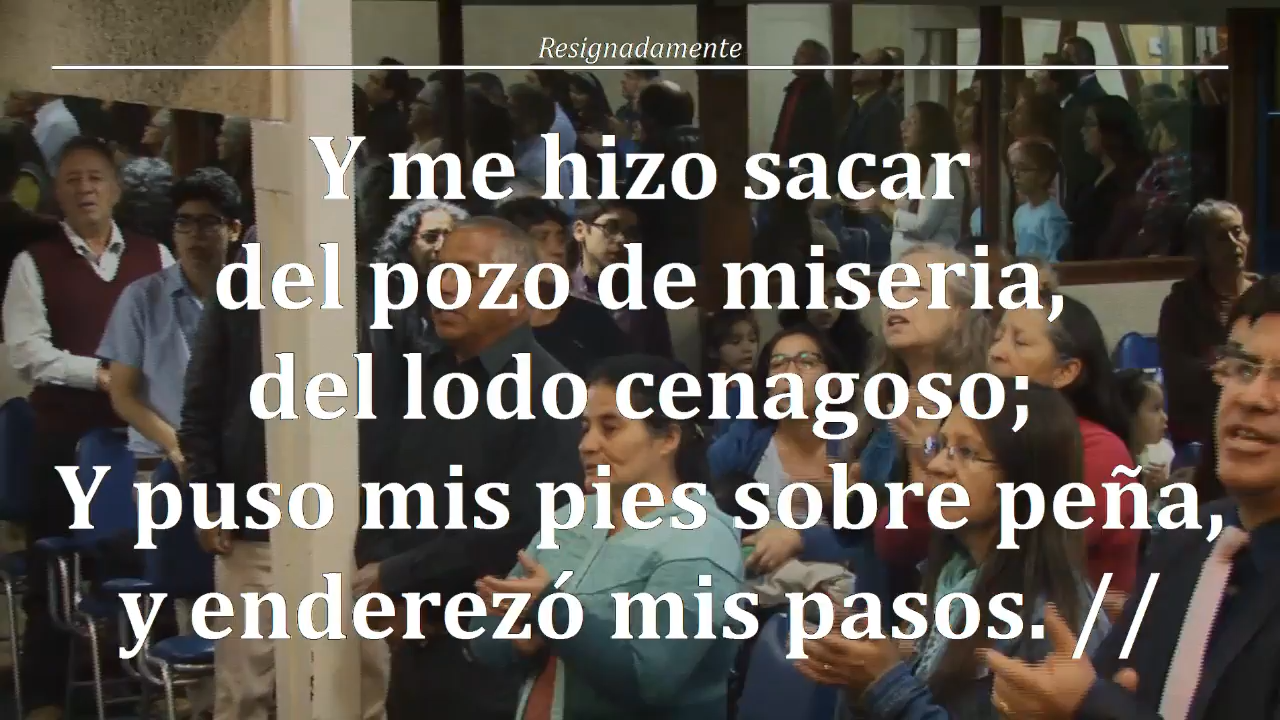 Resignadamente
Y me hizo sacar
del pozo de miseria,
del lodo cenagoso;
Y puso mis pies sobre peña,
y enderezó mis pasos. //